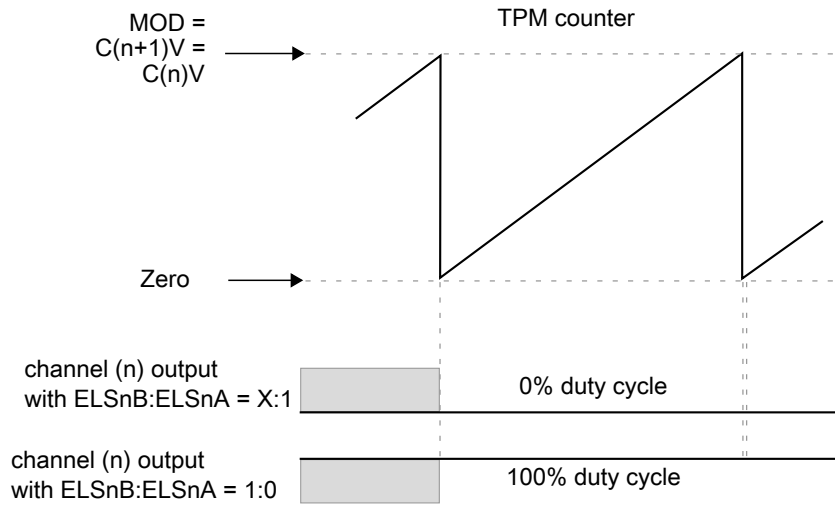 MOD =
C(n+1)V =
C(n)V
TPM counter
Zero
channel (n) output
with ELSnB:ELSnA = X:1
0% duty cycle
channel (n) output
with ELSnB:ELSnA = 1:0
100% duty cycle